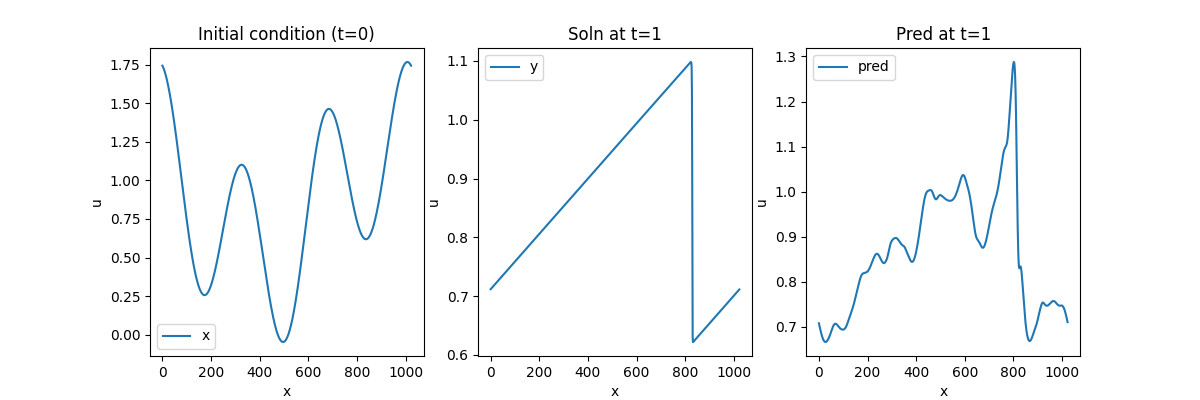 Initial condition (t=0)
1.75
1.50
1.25
1.00
0.75
0.50
0.25
0.00
u
x
0 200 400 600 800 1000
x
Soln at t=1
1.1
1.0
0.9
0.8
0.7
0.6
u
y
0 200 400 600 800 1000
x
Pred at t=1
1.3
1.2
1.1
1.0
0.9
0.8
0.7
u
pred
0 200 400 600 800 1000
x